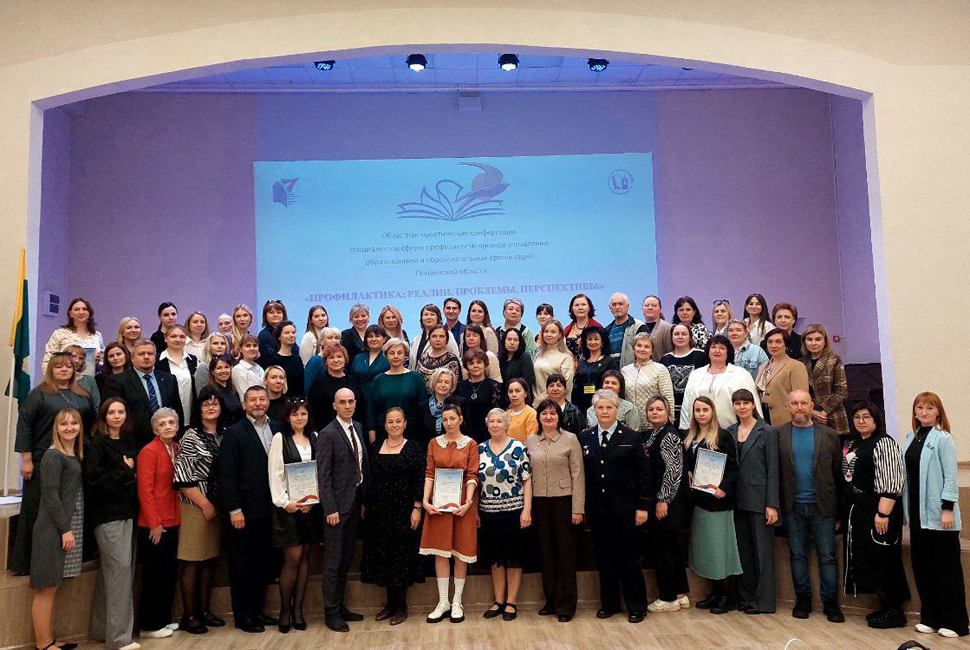 Областная практическая конференция
специалистов сферы профилактики органов управления
образованием и образовательных организаций
Пензенской области
«ПРОФИЛАКТИКА: РЕАЛИИ, ПРОБЛЕМЫ, ПЕРСПЕКТИВЫ»